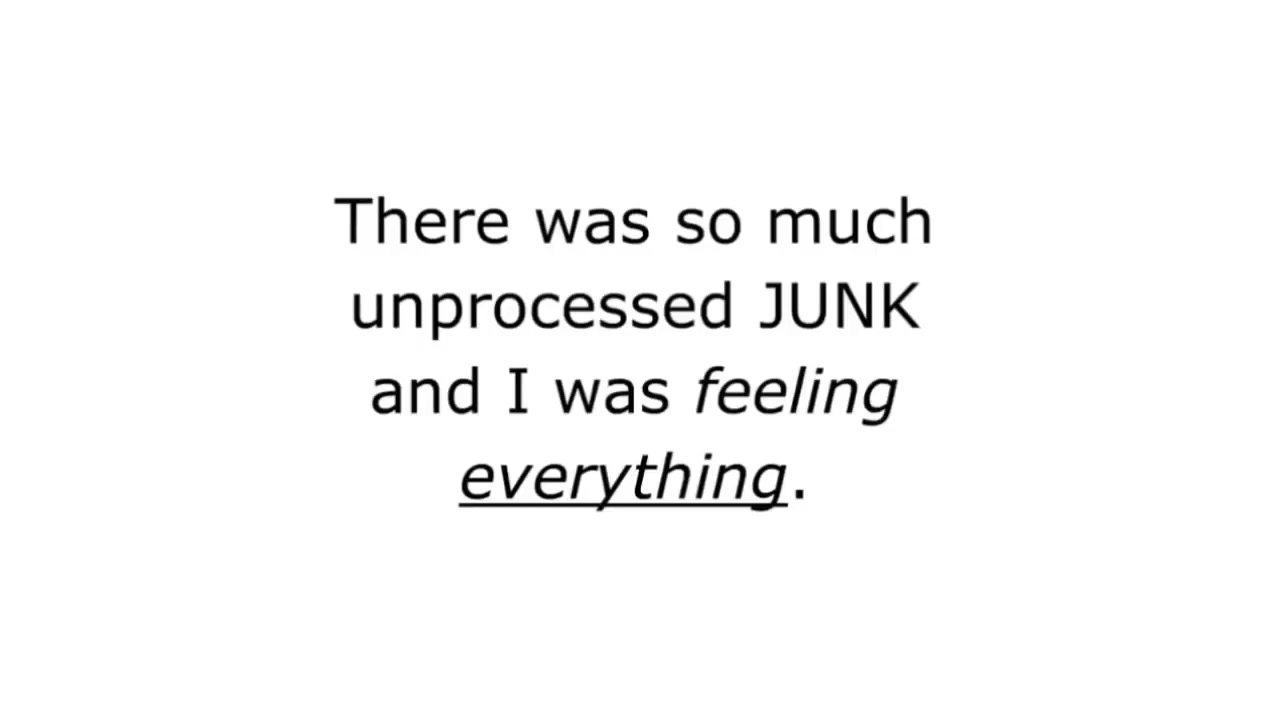 There was so much
unprocessed JUNK
and I was feeling
everything.